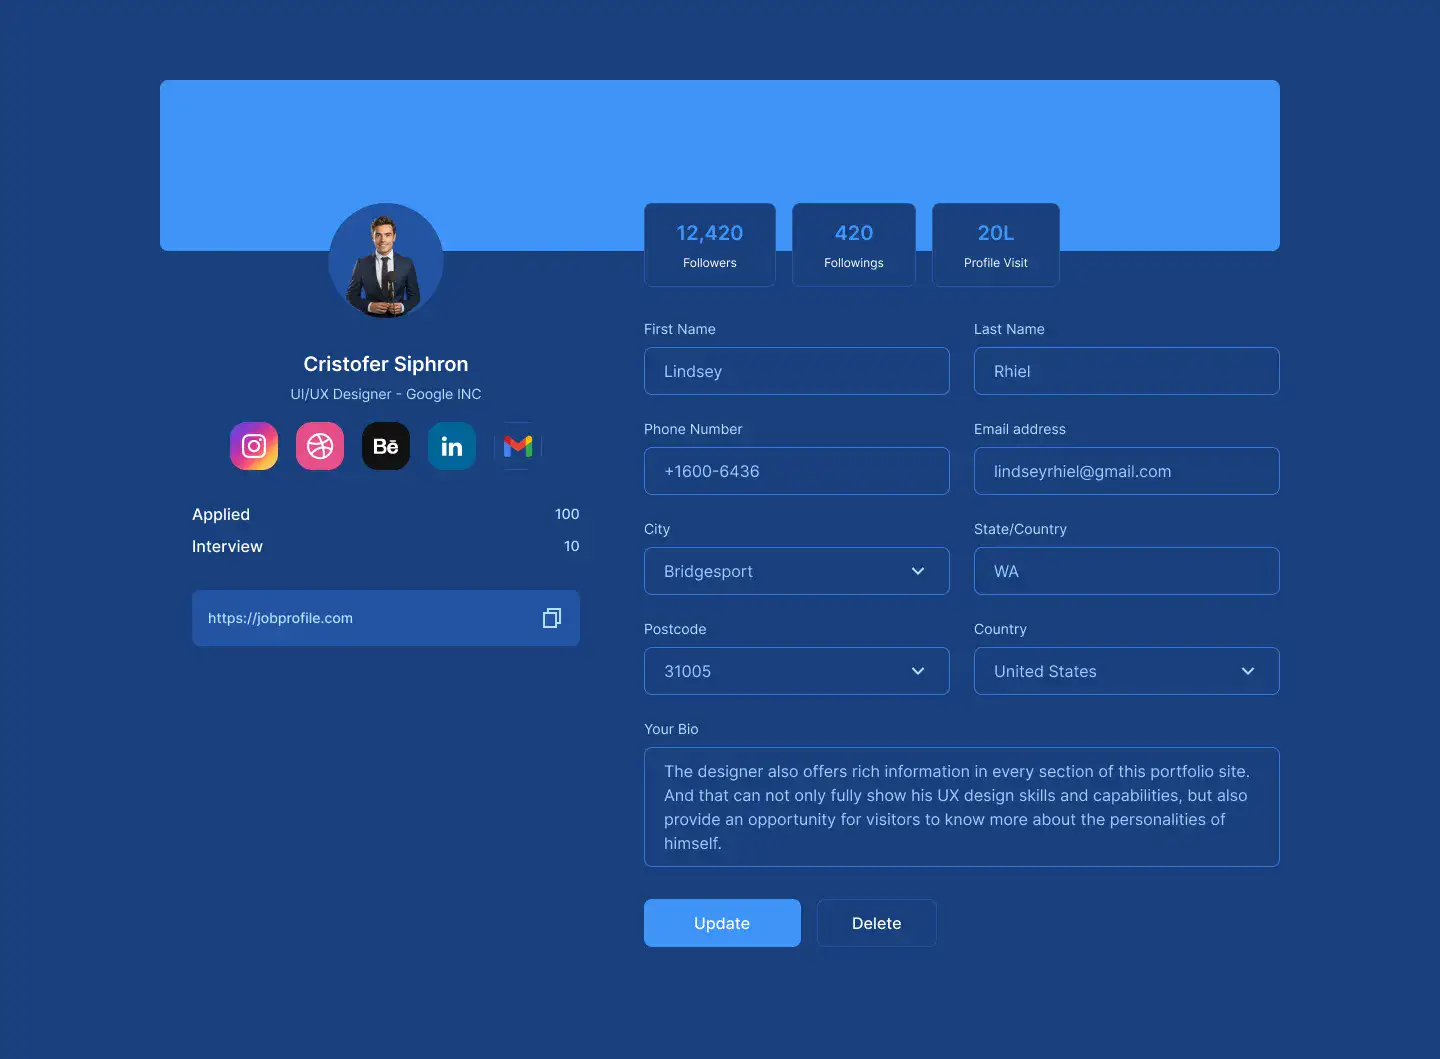 12,420
Followers
420
Followings
20L
Profile Visit
Cristofer Siphron
UI/UX Designer - Google INC
Bē
in
Applied 100
Interview 10
https://jobprofile.com
First Name
Lindsey
Last Name
Rhiel
Phone Number
+1600-6436
Email address
lindseyrhiel@gmail.com
City
Bridgesport
State/Country
WA
Postcode
31005
Country
United States
Your Bio
The designer also offers rich information in every section of this portfolio site.
And that can not only fully show his UX design skills and capabilities, but also
provide an opportunity for visitors to know more about the personalities of
himself.
Update
Delete